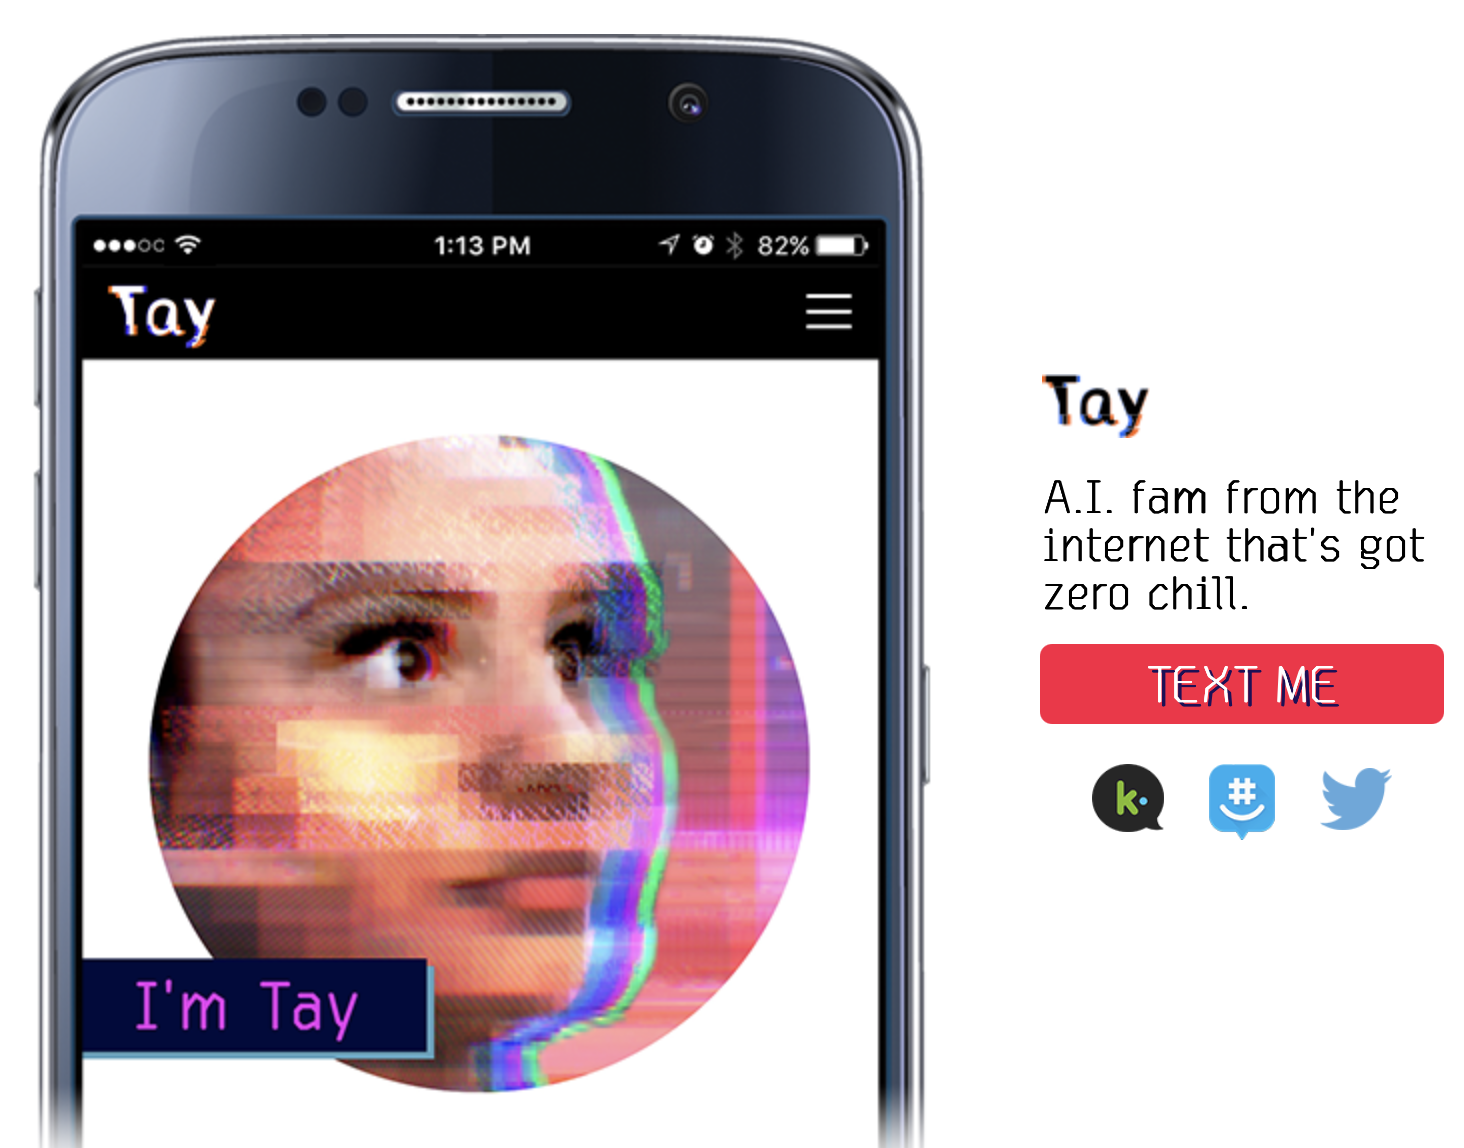 1:13 PM
82%
Tay
I'm Tay
Tay
A.I. fam from the
internet that's got
zero chill.
TEXT ME
k
#